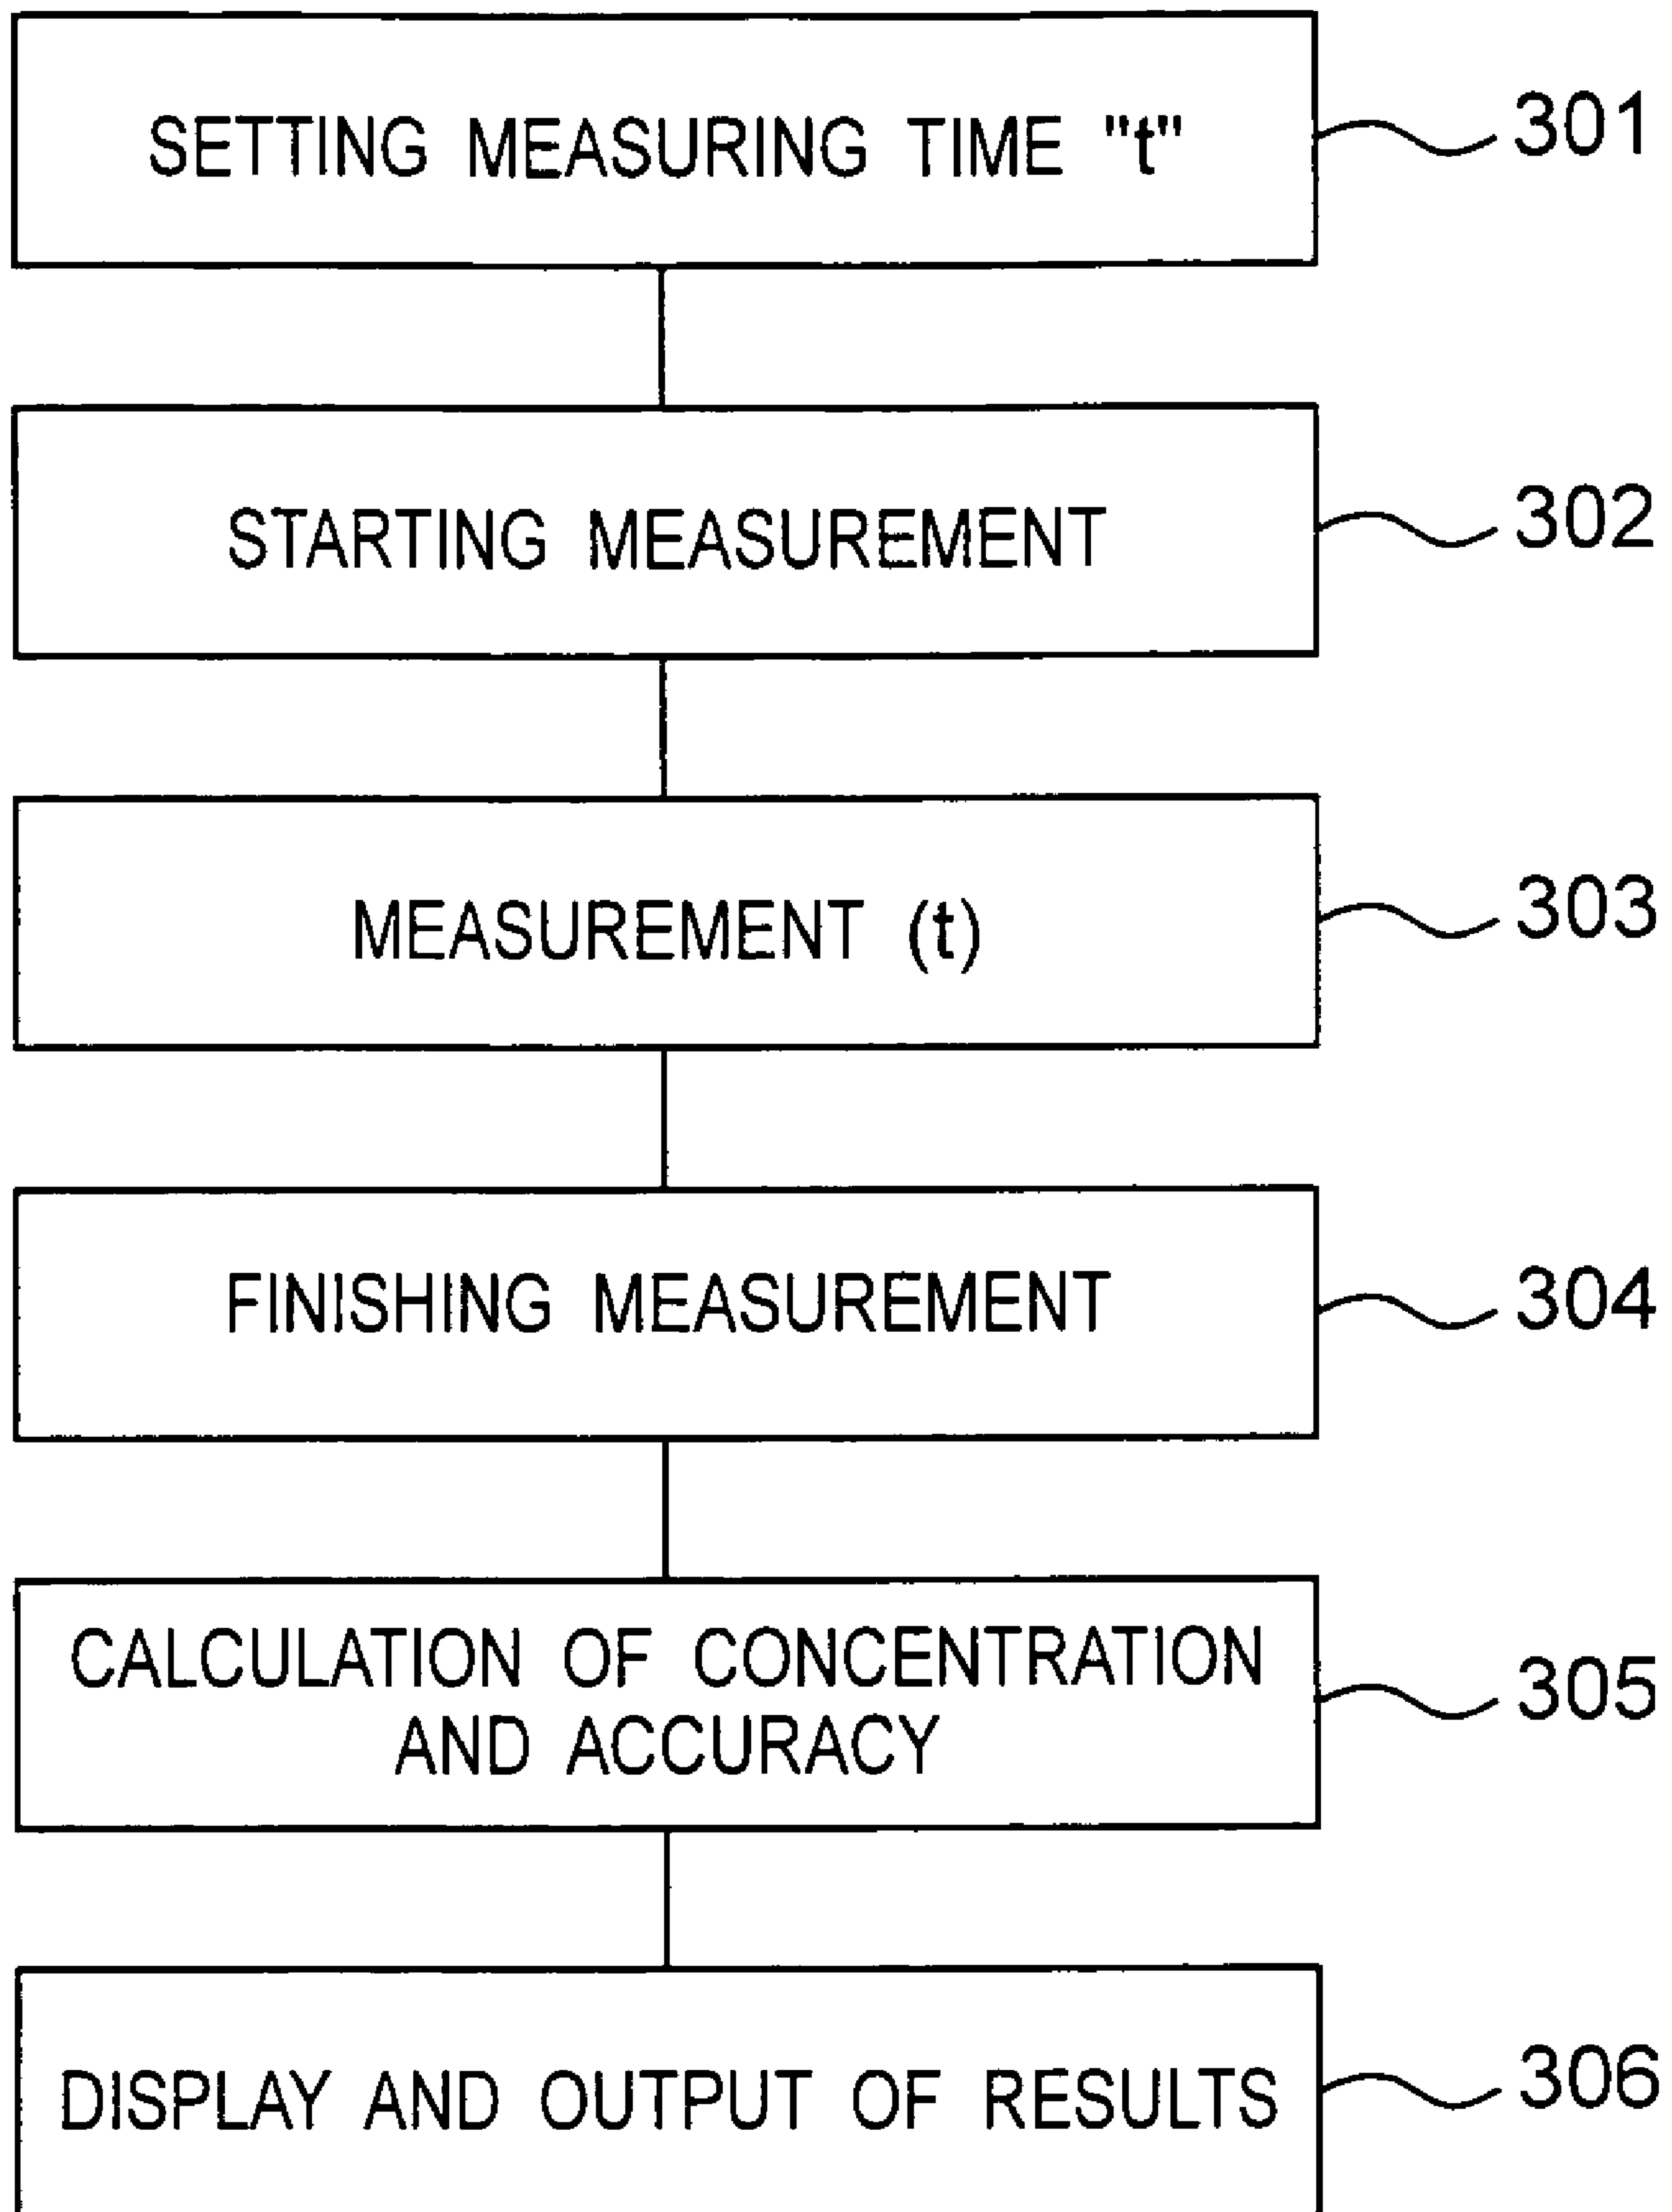 SETTING MEASURING TIME "t"
301
STARTING MEASUREMENT
302
MEASUREMENT (t)
303
FINISHING MEASUREMENT
304
CALCULATION OF CONCENTRATION
AND ACCURACY
305
DISPLAY AND OUTPUT OF RESULTS
306